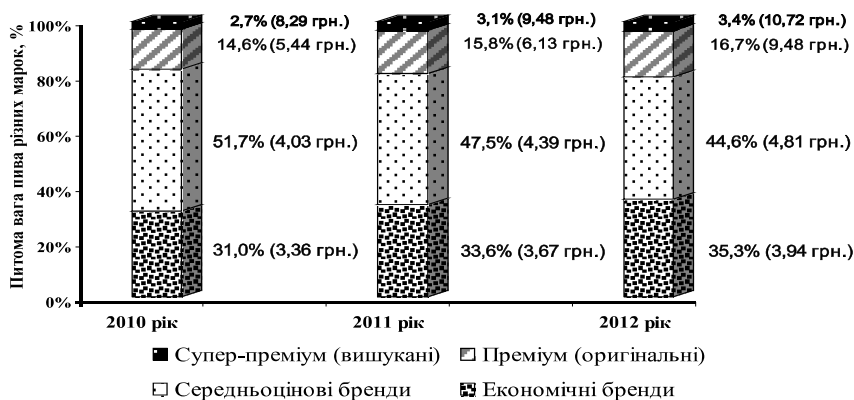 Питома вага пива різних марок, %
100%
80%
60%
40%
20%
0%
2,7% (8,29 грн.)
14,6% (5,44 грн.)
51,7% (4,03 грн.)
31,0% (3,36 грн.)
3,1% (9,48 грн.)
15,8% (6,13 грн.)
47,5% (4,39 грн.)
33,6% (3,67 грн.)
3,4% (10,72 грн.)
16,7% (9,48 грн.)
44,6% (4,81 грн.)
35,3% (3,94 грн.)
2010 рік 2011 рік 2012 рік
Супер-преміум (вишукані) Преміум (оригінальні)
Середньоцінові бренди Економічні бренди